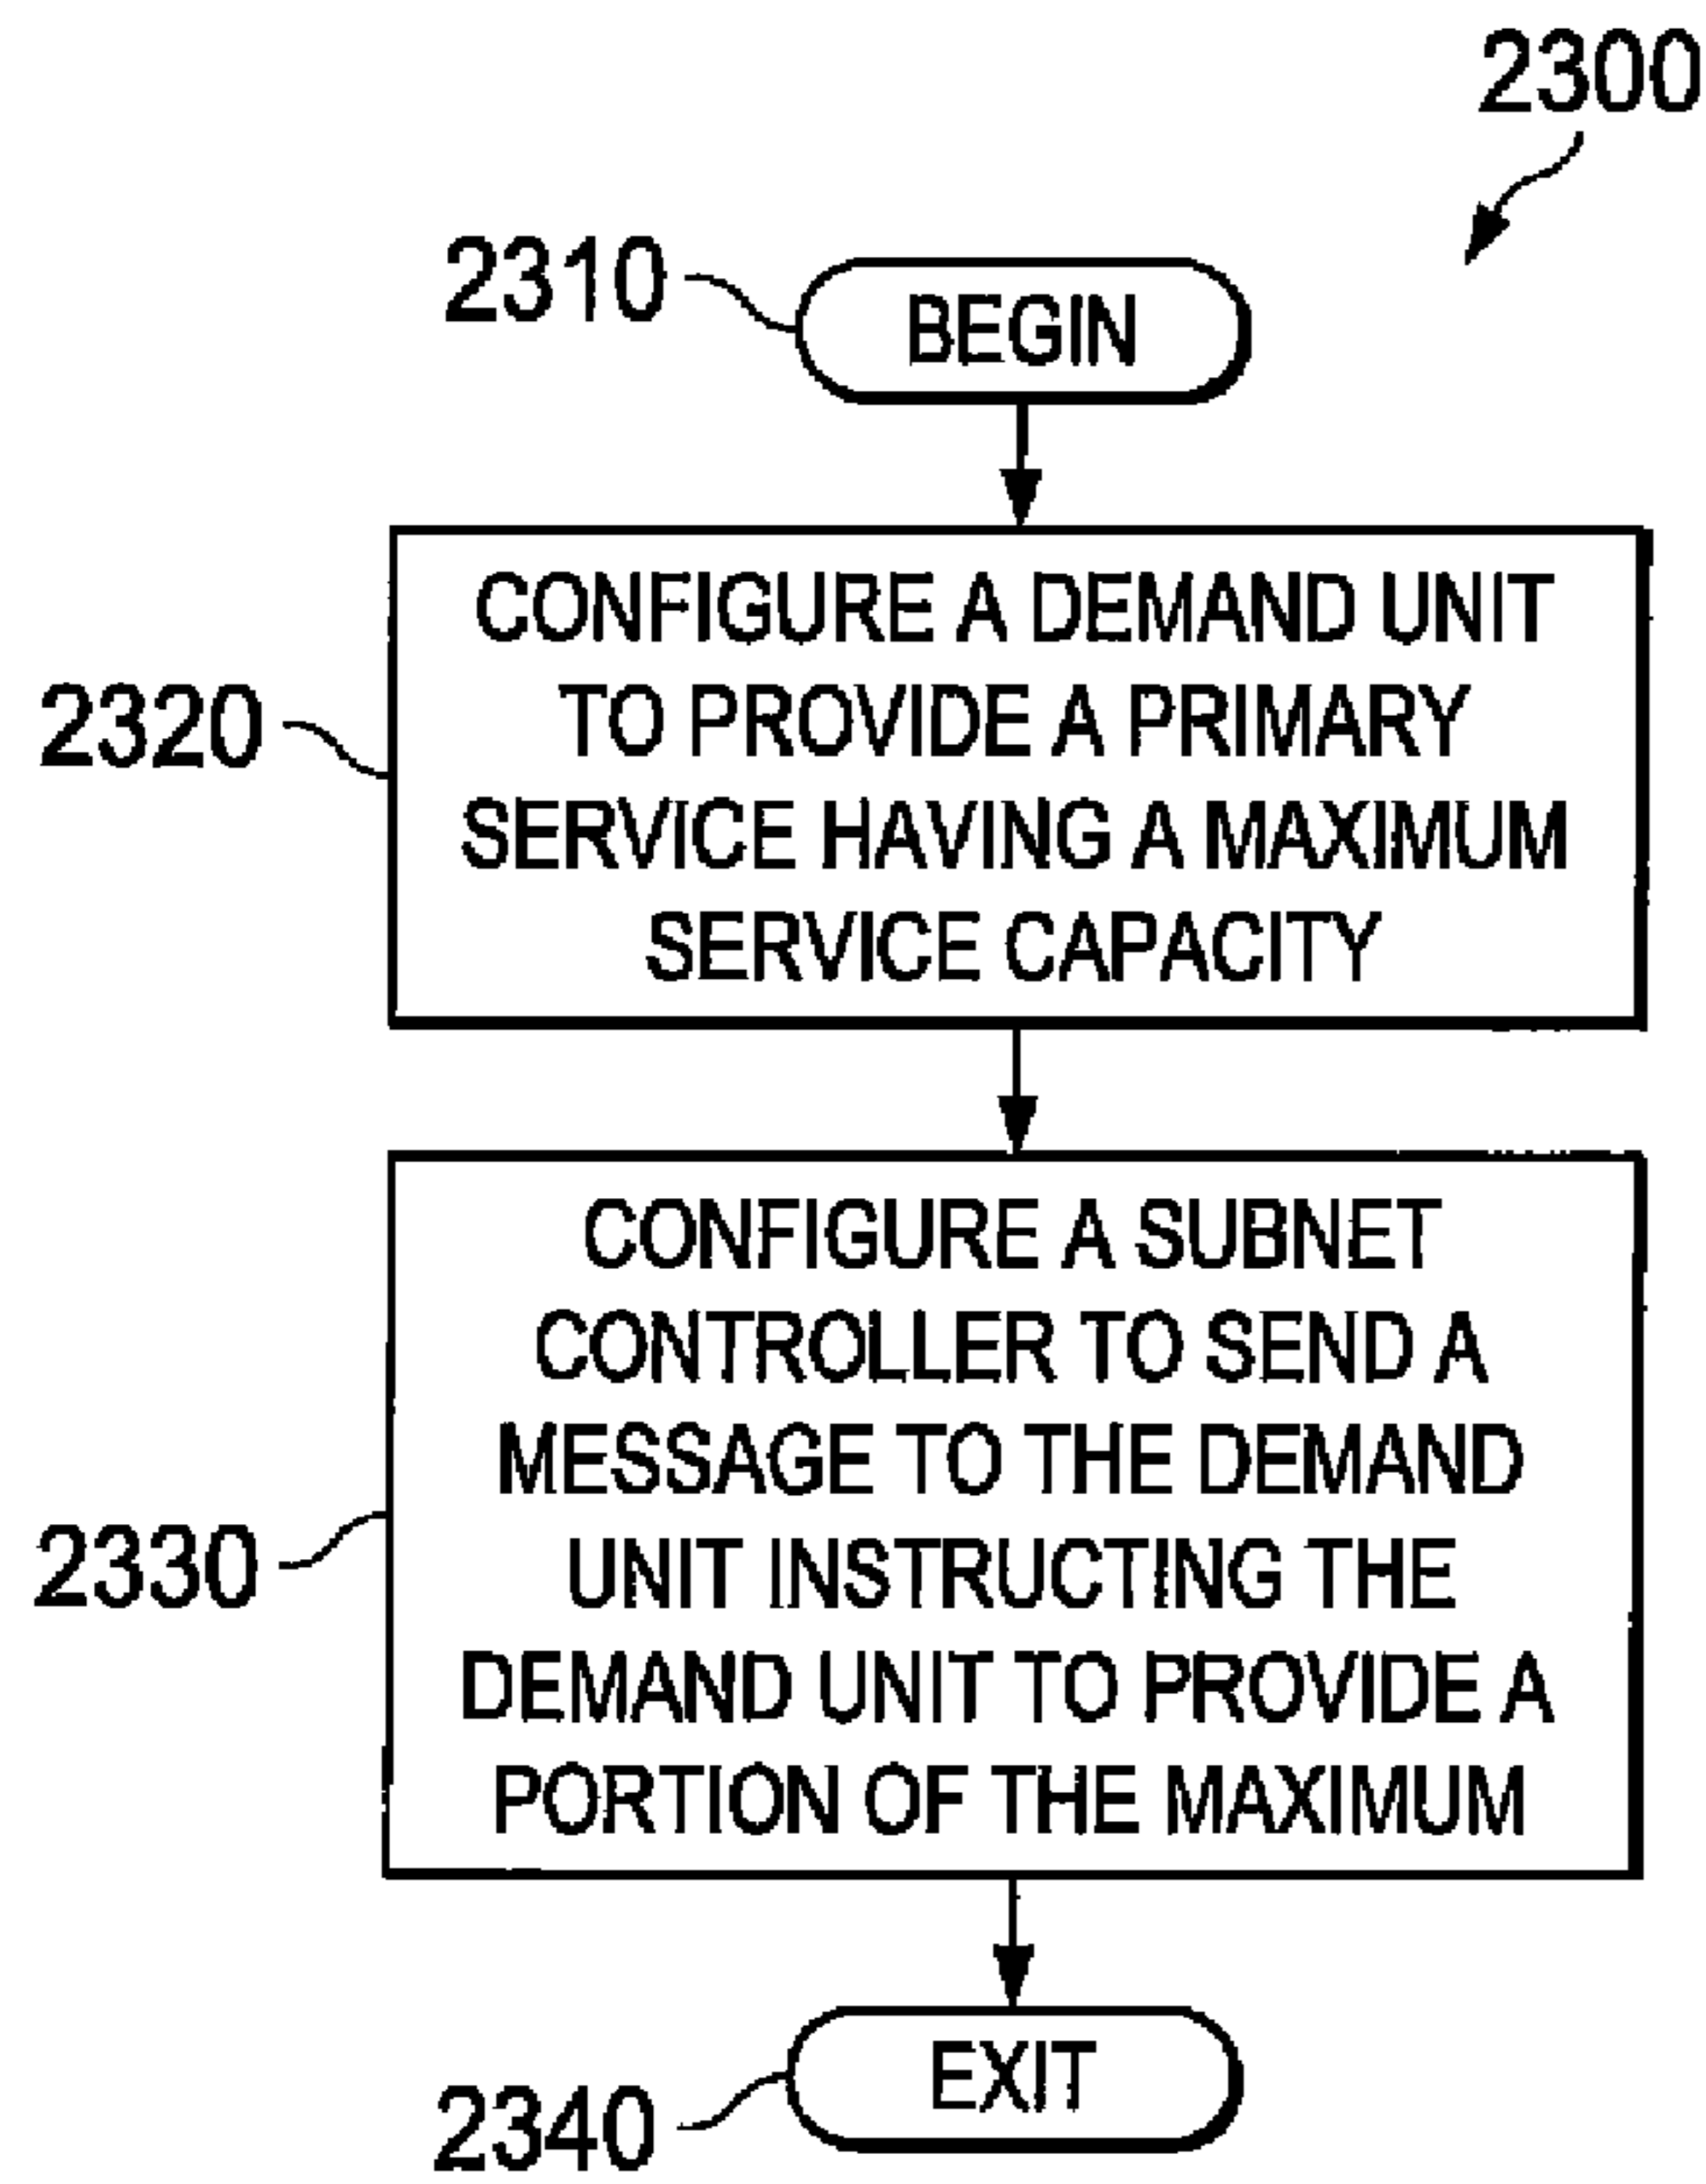 2300
2310
BEGIN
CONFIGURE A DEMAND UNIT
TO PROVIDE A PRIMARY
SERVICE HAVING A MAXIMUM
SERVICE CAPACITY
2320
CONFIGURE A SUBNET
CONTROLLER TO SEND A
MESSAGE TO THE DEMAND
UNIT INSTRUCTING THE
DEMAND UNIT TO PROVIDE A
PORTION OF THE MAXIMUM
2330
EXIT
2340